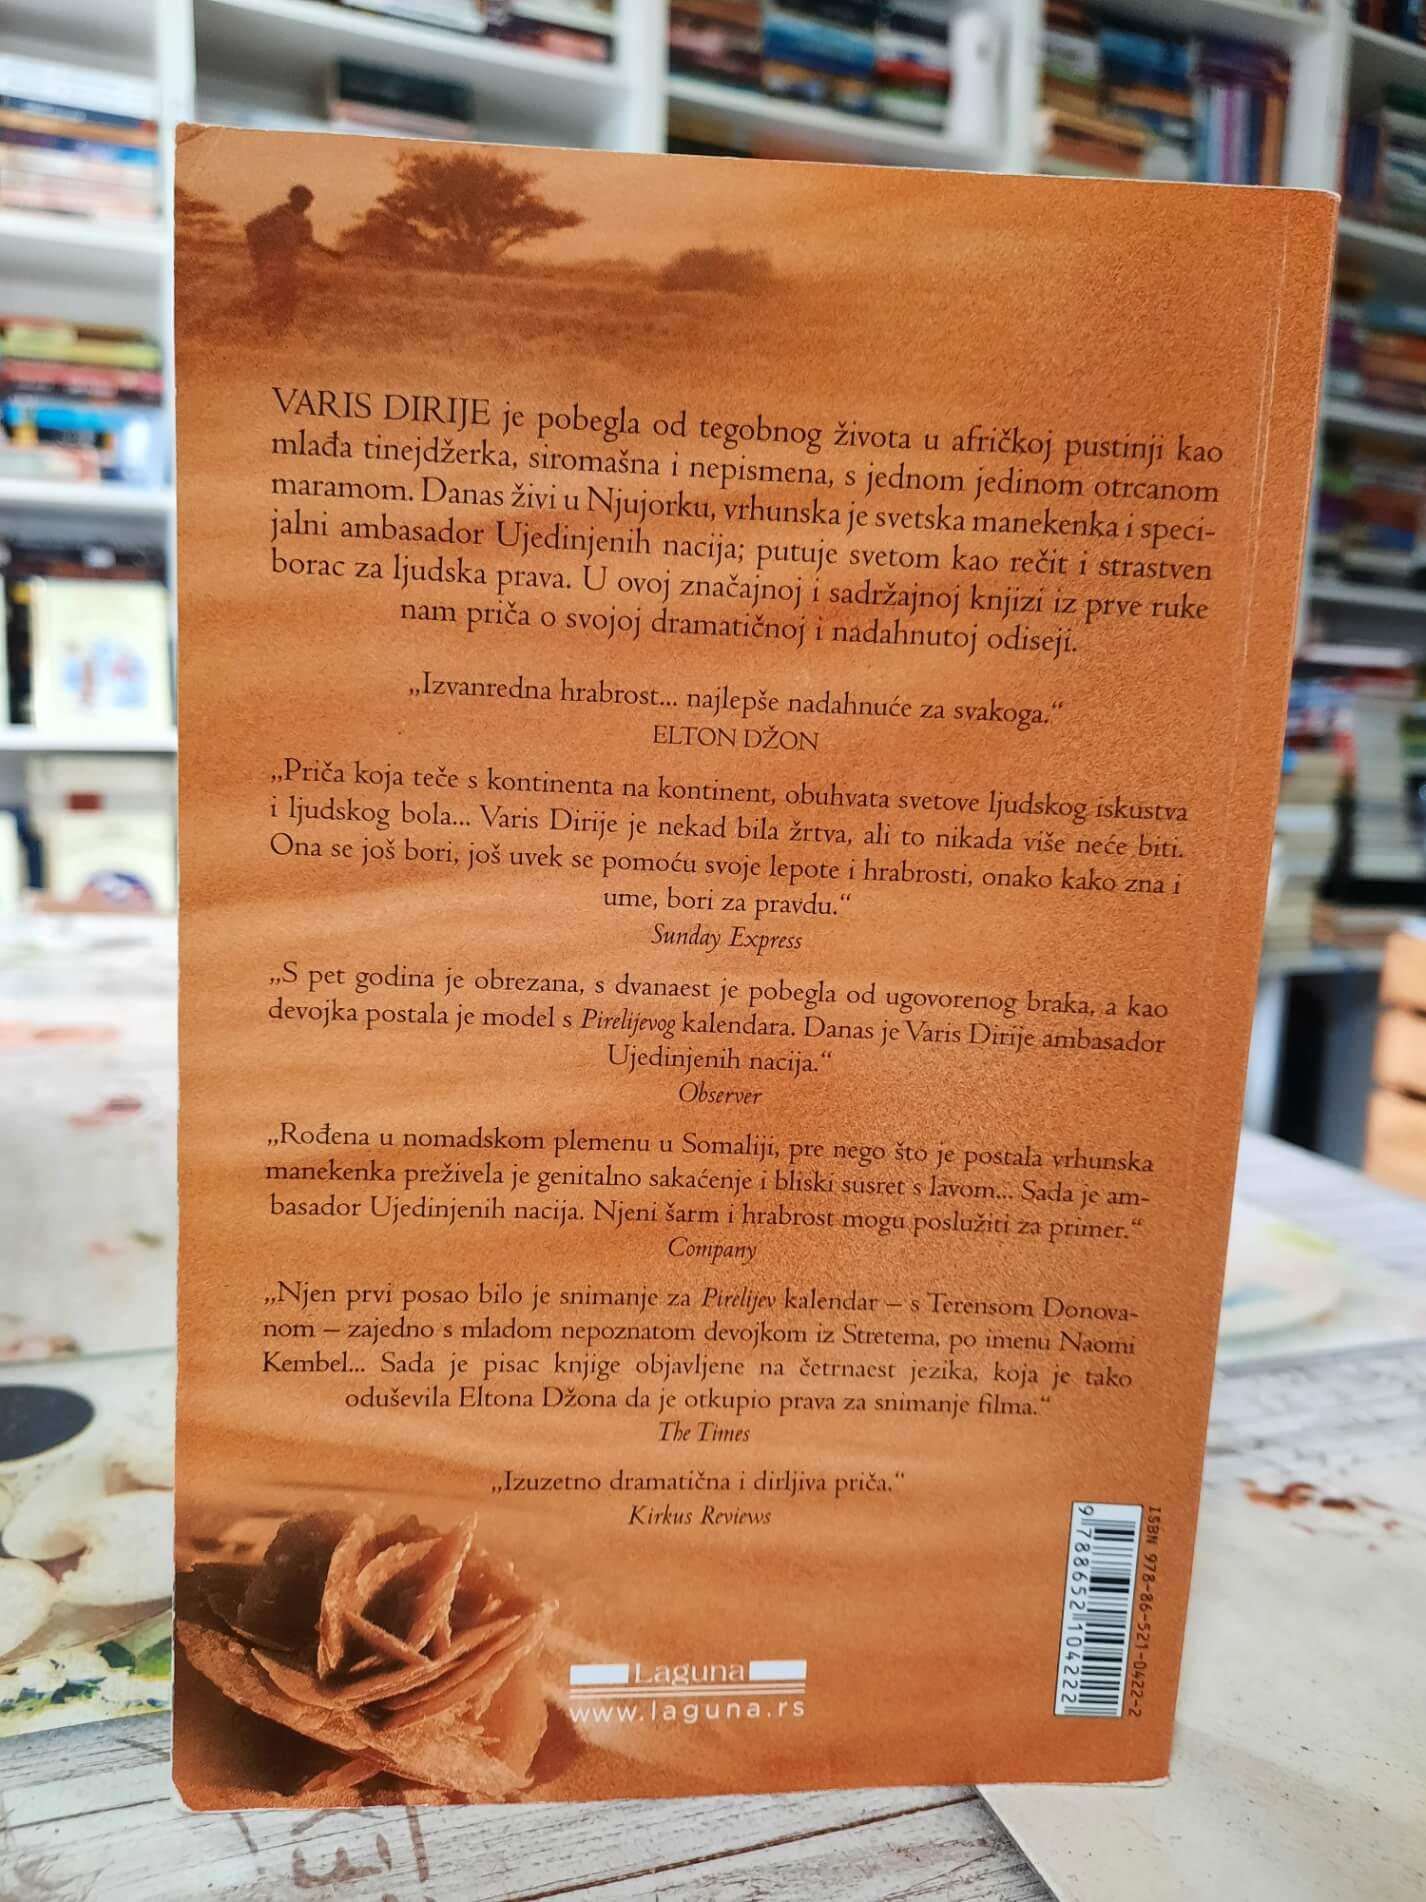 VARIS DIRIJE je pobegla od tegobnog života u afričkoj pustinji kao
mlađa tinejdžerka, siromašna i nepismena, s jednom jedinom otrcanom
maramom. Danas živi u Njujorku, vrhunska je svetska manekenka i speci-
jalni ambasador Ujedinjenih nacija; putuje svetom kao rečit i strastven
borac za ljudska prava. U ovoj značajnoj i sadržajnoj knjizi iz prve ruke
nam priča o svojoj dramatičnoj i nadahnutoj odiseji.
„Izvanredna hrabrost... najlepše nadahnuće za svakoga.“
ELTON DŽON
„Priča koja teče s kontinenta na kontinent, obuhvata svetove ljudskog iskustva
i ljudskog bola... Varis Dirije je nekad bila žrtva, ali to nikada više neće biti.
Ona se još bori, još uvek se pomoću svoje lepote i hrabrosti, onako kako zna i
ume, bori za pravdu.“
Sunday Express
„S pet godina je obrezana, s dvanaest je pobegla od ugovorenog braka, a kao
devojka postala je model s Pirelijevog kalendara. Danas je Varis Dirije ambasador
Ujedinjenih nacija.“
Observer
„Rođena u nomadskom plemenu u Somaliji, pre nego što je postala vrhunska
manekenka preživela je genitalno sakaćenje i bliski susret s lavom... Sada je am-
basador Ujedinjenih nacija. Njeni šarm i hrabrost mogu poslužiti za primer.“
Company
„Njen prvi posao bilo je snimanje za Pirelijev kalendar – s Terensom Donova-
nom – zajedno s mladom nepoznatom devojkom iz Stretema, po imenu Naomi
Kembel... Sada je pisac knjige objavljene na četrnaest jezika, koja je tako
oduševila Eltona Džona da je otkupio prava za snimanje filma.“
The Times
„Izuzetno dramatična i dirljiva priča.“
Kirkus Reviews
ISBN 978-86-521-0422-2
9788652104222
Laguna
www.laguna.rs